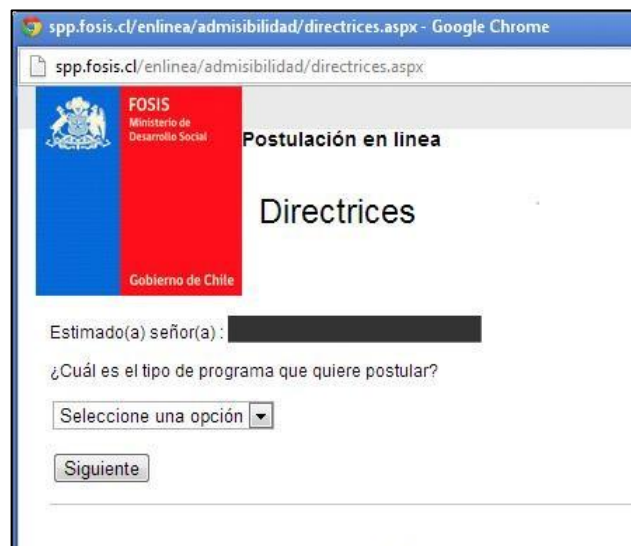 spp.fosis.cl/enlinea/admisibilidad/directrices.aspx - Google Chrome
spp.fosis.cl/enlinea/admisibilidad/directrices.aspx
FOSIS
Ministerio de
Desarrollo Social
Postulación en linea
Directrices
Gobierno de Chile
Estimado(a) señor(a) :
¿Cuál es el tipo de programa que quiere postular?
Seleccione una opción
Siguiente